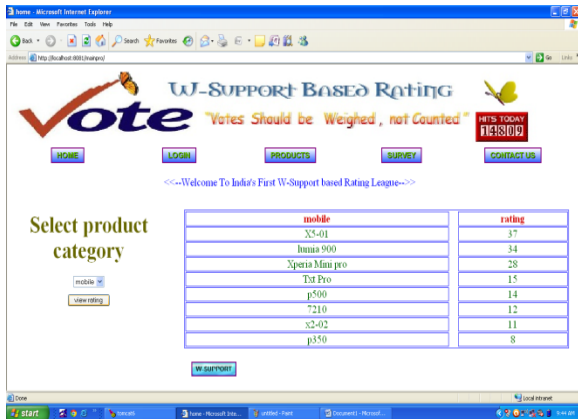 home - Microsoft Internet Explorer
File Edit View Favorites Tools Help
Back Search Favorites
Address http://localhost:8081/mainpro/ Go Links
Vote
W-SUPPORT BASED RATING
"Votes Should be Weighed , not Counted"
HITS TODAY
14809
HOME LOGIN PRODUCTS SURVEY CONTACT US
<<--Welcome To India's First W-Support based Rating League-->>
Select product
category
mobile
view rating
mobile rating
X5-01 37
lumia 900 34
Xperia Mini pro 28
Txt Pro 15
p500 14
7210 12
x2-02 11
p350 8
W-SUPPORT
Done Local intranet
start home - Microsoft Inte... untitled - Paint